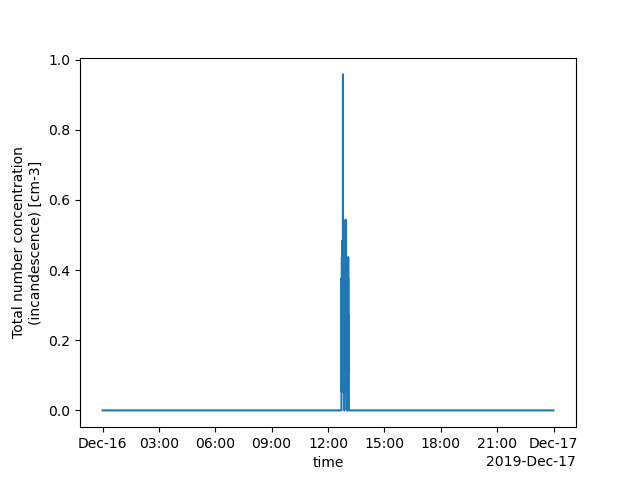 1.0
0.8
0.6
0.4
0.2
0.0
Total number concentration
(incandescence) [cm-3]
Dec-16 03:00 06:00 09:00 12:00 15:00 18:00 21:00 Dec-17
time
2019-Dec-17